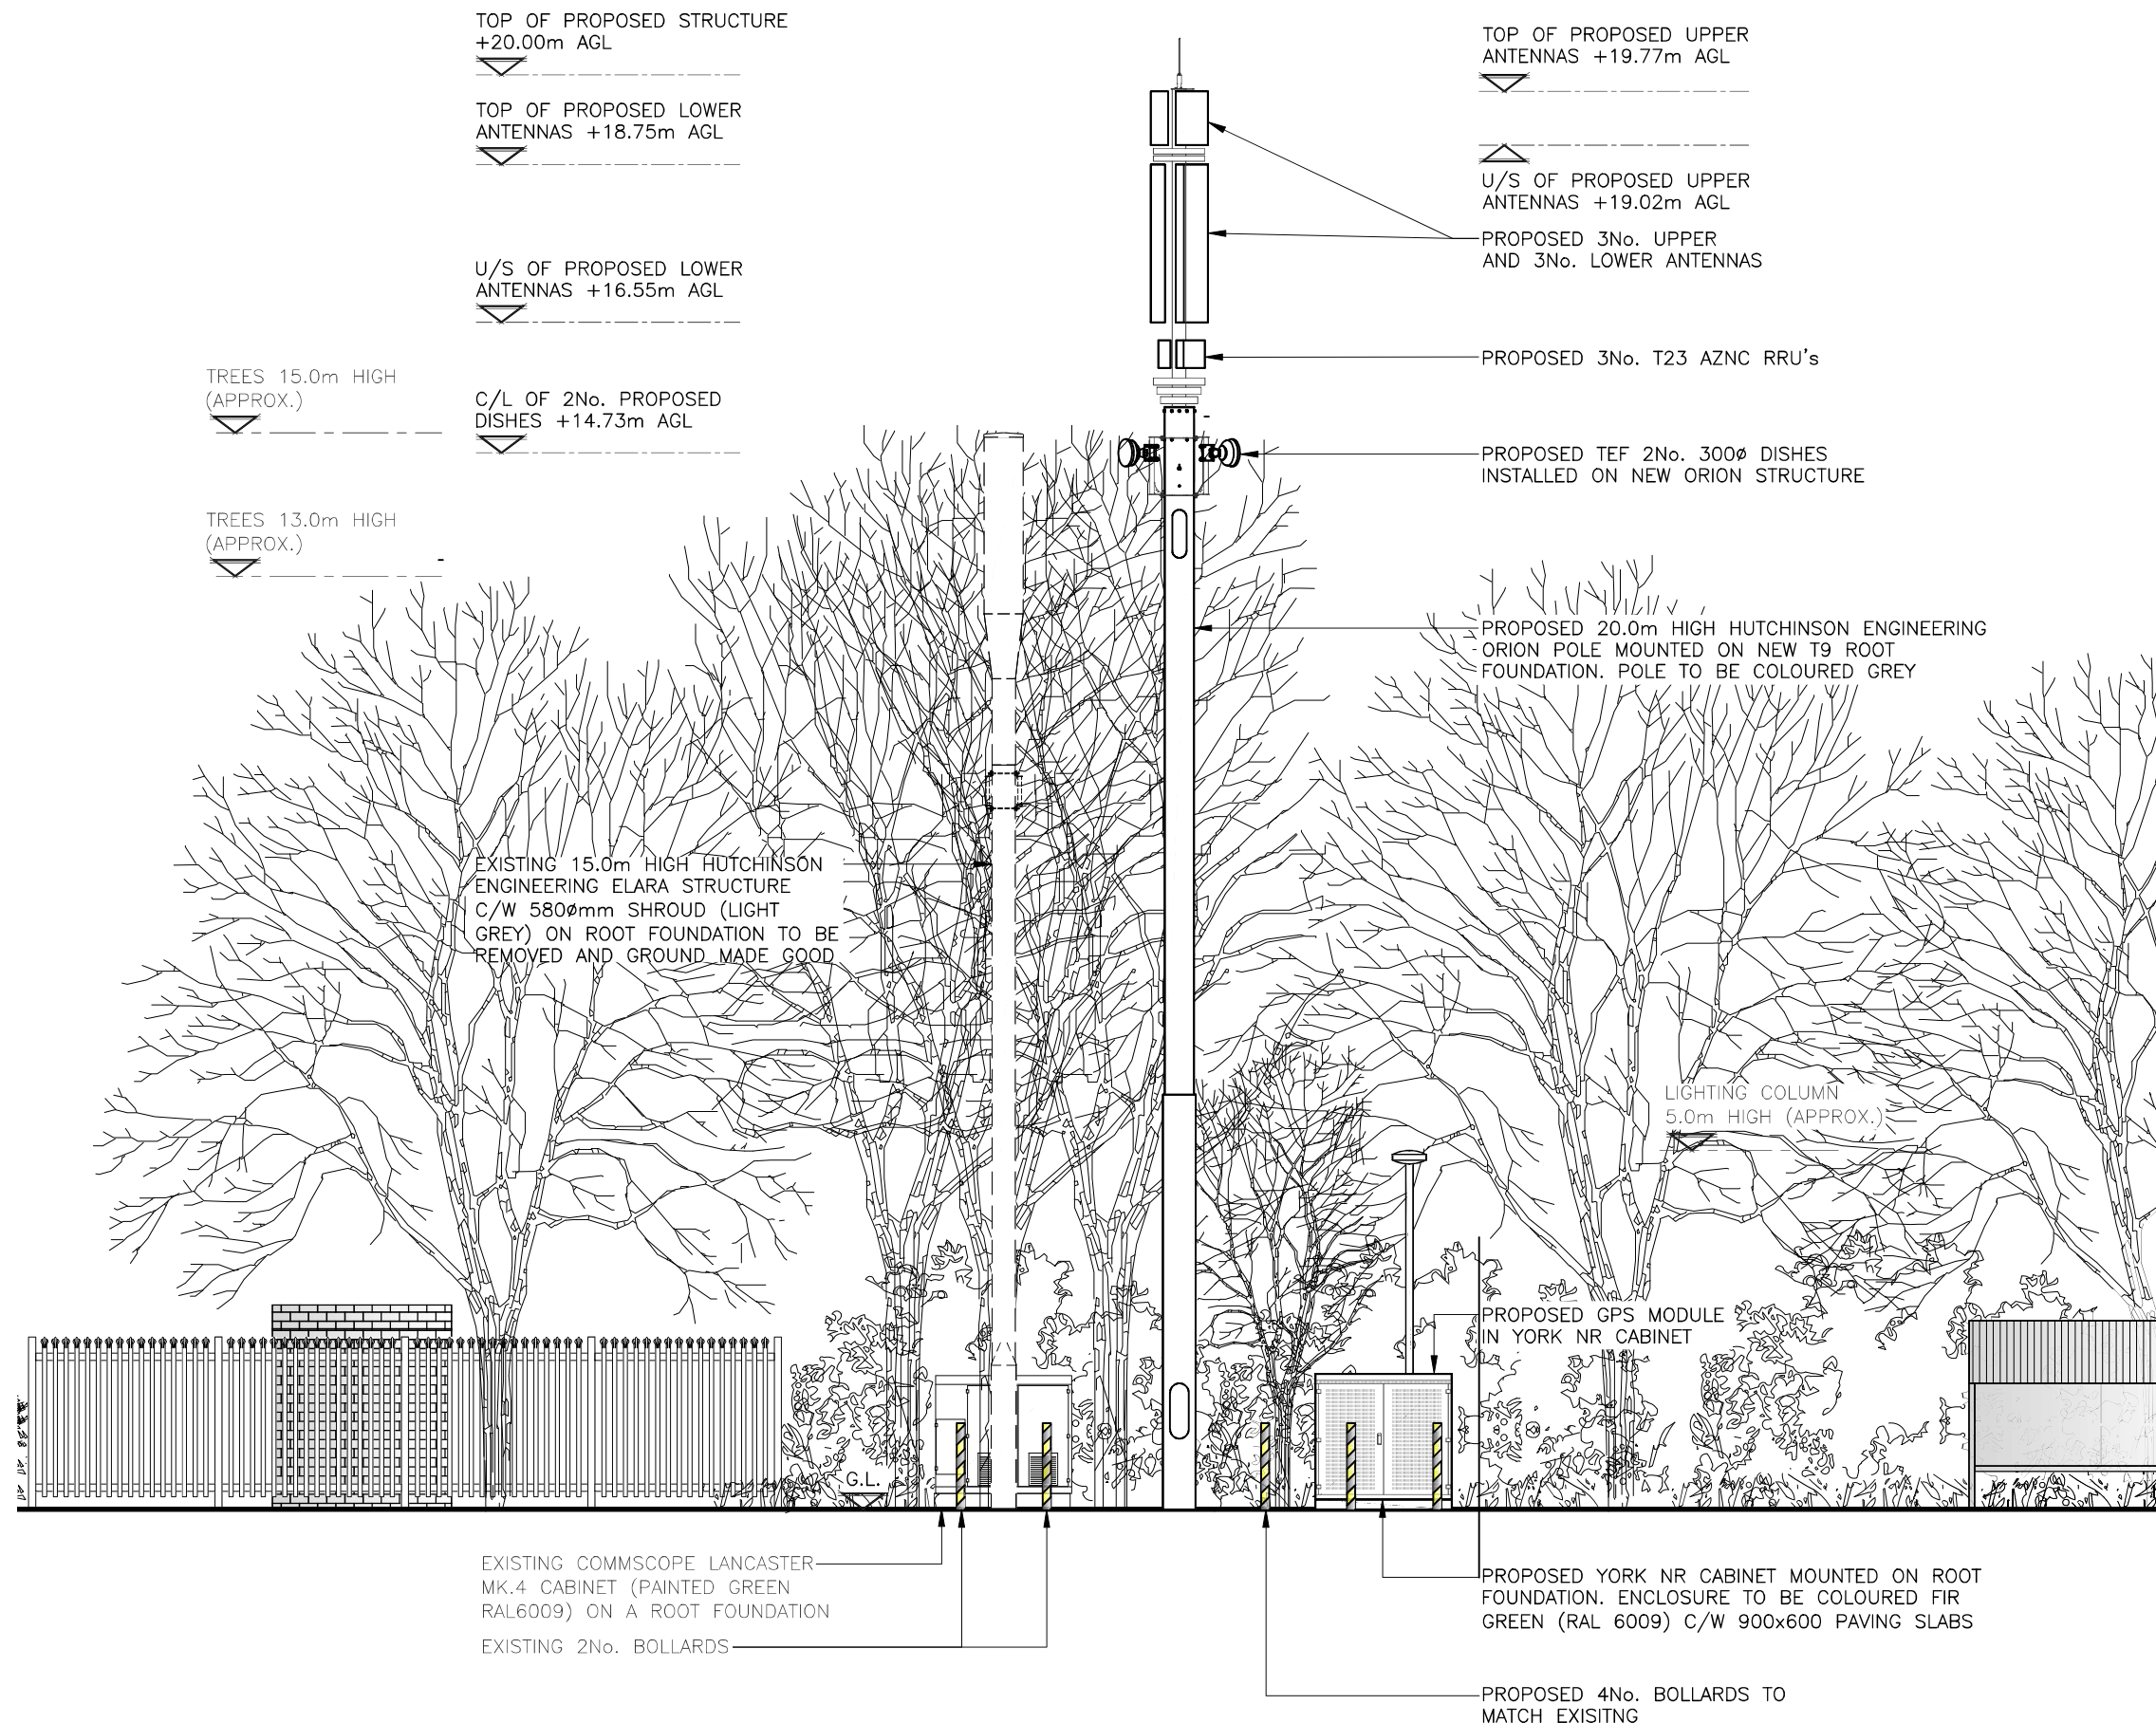 TOP OF PROPOSED STRUCTURE
+20.00m AGL
TOP OF PROPOSED LOWER
ANTENNAS +18.75m AGL
U/S OF PROPOSED LOWER
ANTENNAS +16.55m AGL
TREES 15.0m HIGH
(APPROX.)
C/L OF 2No. PROPOSED
DISHES +14.73m AGL
TREES 13.0m HIGH
(APPROX.)
TOP OF PROPOSED UPPER
ANTENNAS +19.77m AGL
U/S OF PROPOSED UPPER
ANTENNAS +19.02m AGL
PROPOSED 3No. UPPER
AND 3No. LOWER ANTENNAS
PROPOSED 3No. T23 AZNC RRU's
PROPOSED TEF 2No. 300ø DISHES
INSTALLED ON NEW ORION STRUCTURE
PROPOSED 20.0m HIGH HUTCHINSON ENGINEERING
ORION POLE MOUNTED ON NEW T9 ROOT
FOUNDATION. POLE TO BE COLOURED GREY
EXISTING 15.0m HIGH HUTCHINSON
ENGINEERING ELARA STRUCTURE
C/W 580ømm SHROUD (LIGHT
GREY) ON ROOT FOUNDATION TO BE
REMOVED AND GROUND MADE GOOD
LIGHTING COLUMN
5.0m HIGH (APPROX.)
PROPOSED GPS MODULE
IN YORK NR CABINET
G.L.
EXISTING COMMSCOPE LANCASTER
MK.4 CABINET (PAINTED GREEN
RAL6009) ON A ROOT FOUNDATION
EXISTING 2No. BOLLARDS
PROPOSED YORK NR CABINET MOUNTED ON ROOT
FOUNDATION. ENCLOSURE TO BE COLOURED FIR
GREEN (RAL 6009) C/W 900x600 PAVING SLABS
PROPOSED 4No. BOLLARDS TO
MATCH EXISITNG